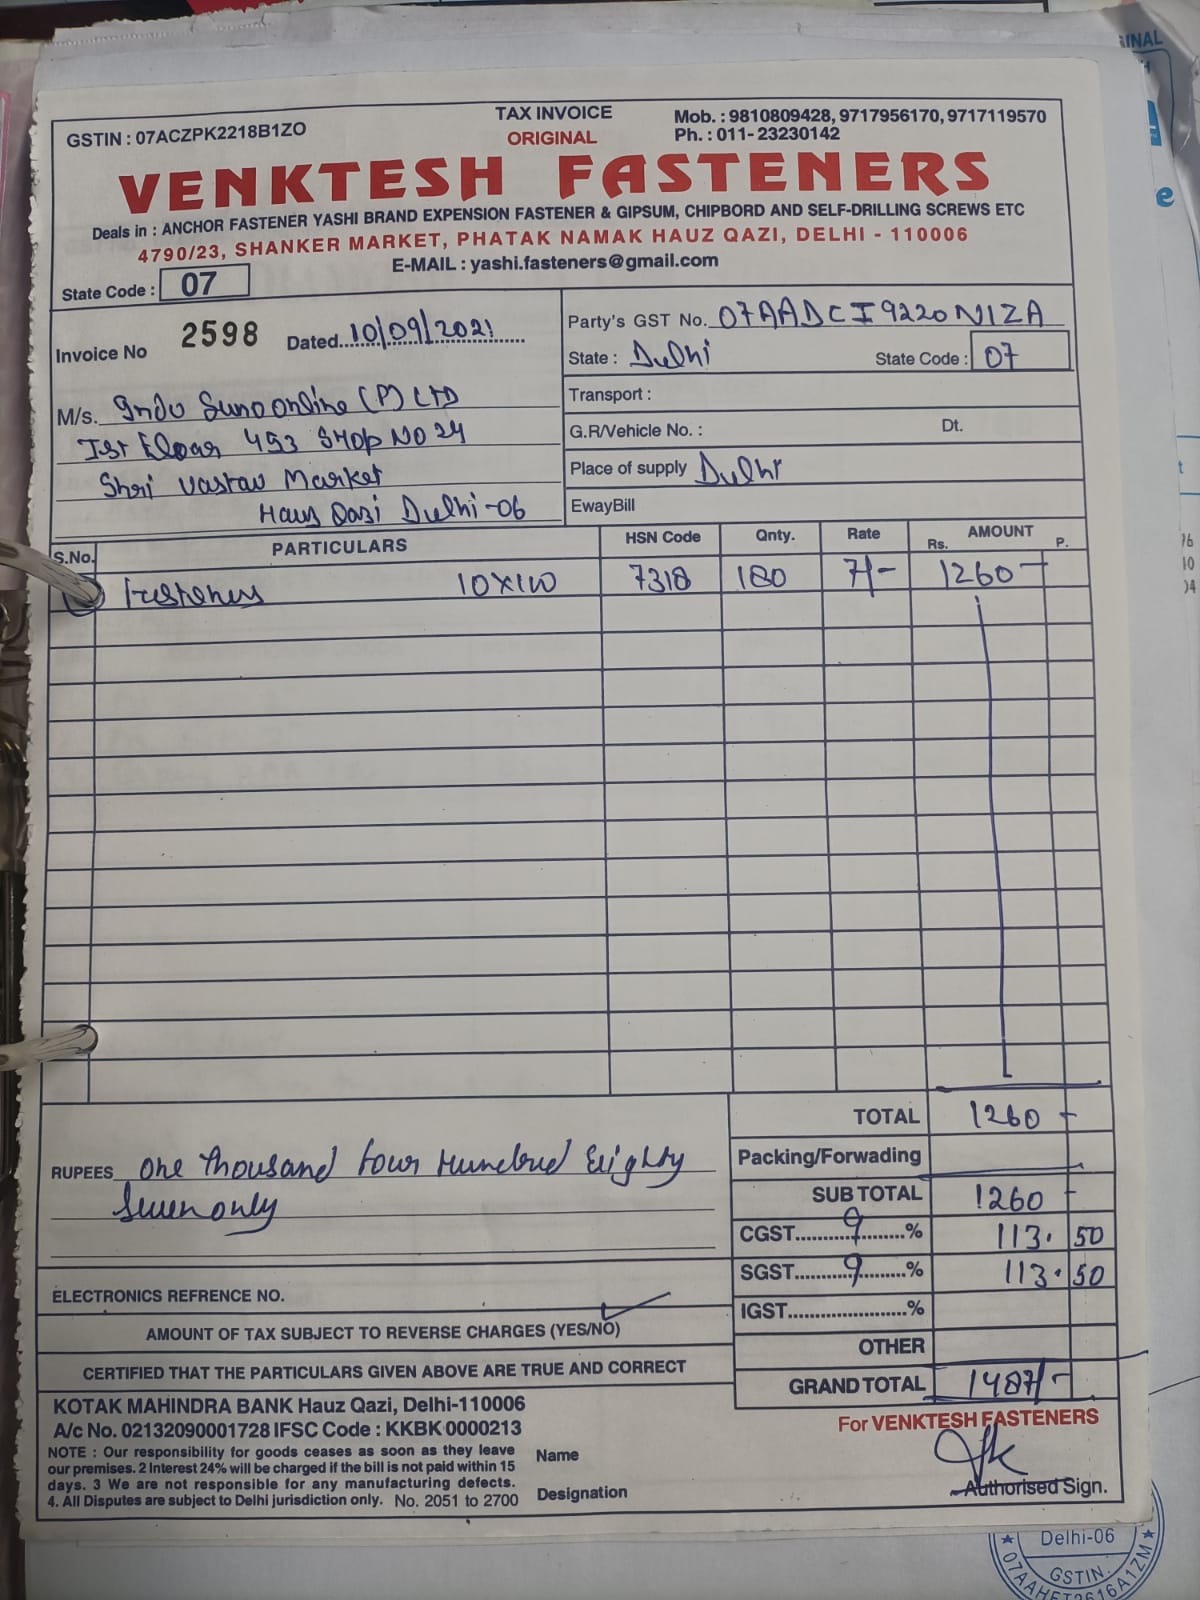 TAX INVOICE
ORIGINAL
GSTIN : 07ACZPK2218B1ZO
Mob. : 9810809428, 9717956170, 9717119570
Ph. : 011- 23230142
VENKTESH FASTENERS
Deals in : ANCHOR FASTENER YASHI BRAND EXPENSION FASTENER & GIPSUM, CHIPBORD AND SELF-DRILLING SCREWS ETC
4790/23, SHANKER MARKET, PHATAK NAMAK HAUZ QAZI, DELHI - 110006
E-MAIL : yashi.fasteners@gmail.com
State Code : 07
Invoice No 2598 Dated..10/09/2021
M/s. Indo Sunoonline (P) LTD
Ist Floar 493 SHOP NO 24
Shri Vastav Market
Hauz Qazi Delhi-06
Party's GST No. 07AADCI9220N1ZA
State : Delhi State Code : 07
Transport :
G.R/Vehicle No. : Dt.
Place of supply Delhi
EwayBill
S.No. PARTICULARS HSN Code Qnty. Rate AMOUNT
Rs. P.
Fasteners 10X100 7318 180 7/- 1260 -
TOTAL 1260 -
Packing/Forwading
SUB TOTAL 1260 -
CGST....9....% 113. 50
SGST....9....% 113. 50
IGST.......................%
OTHER
GRAND TOTAL 1487/-
RUPEES one thousand four Hundred Eighty
Seven only
ELECTRONICS REFRENCE NO.
AMOUNT OF TAX SUBJECT TO REVERSE CHARGES (YES/NO)
CERTIFIED THAT THE PARTICULARS GIVEN ABOVE ARE TRUE AND CORRECT
KOTAK MAHINDRA BANK Hauz Qazi, Delhi-110006
A/c No. 02132090001728 IFSC Code : KKBK 0000213
NOTE : Our responsibility for goods ceases as soon as they leave
our premises. 2 Interest 24% will be charged if the bill is not paid within 15
days. 3 We are not responsible for any manufacturing defects.
4. All Disputes are subject to Delhi jurisdiction only. No. 2051 to 2700
Name
Designation
For VENKTESH FASTENERS
Authorised Sign.
Delhi-06
GSTIN.